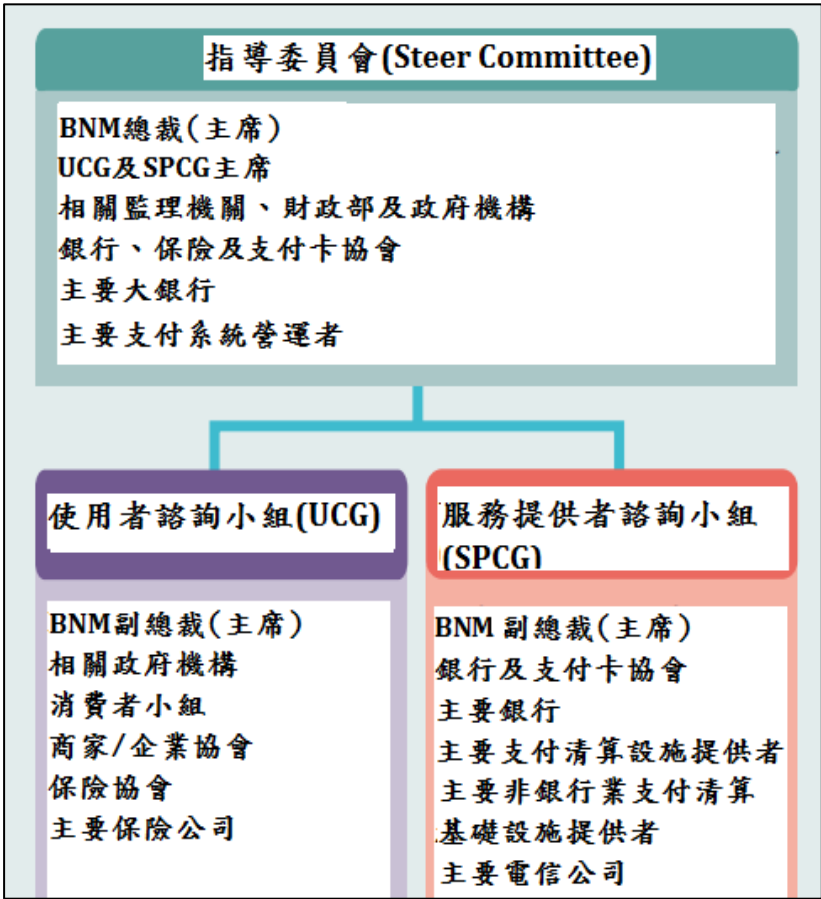 指導委員會(Steer Committee)
BNM總裁(主席)
UCG及SPCG主席
相關監理機關、財政部及政府機構
銀行、保險及支付卡協會
主要大銀行
主要支付系統營運者
使用者諮詢小組(UCG)
BNM副總裁(主席)
相關政府機構
消費者小組
商家/企業協會
保險協會
主要保險公司
服務提供者諮詢小組
(SPCG)
BNM 副總裁(主席)
銀行及支付卡協會
主要銀行
主要支付清算設施提供者
主要非銀行業支付清算
基礎設施提供者
主要電信公司